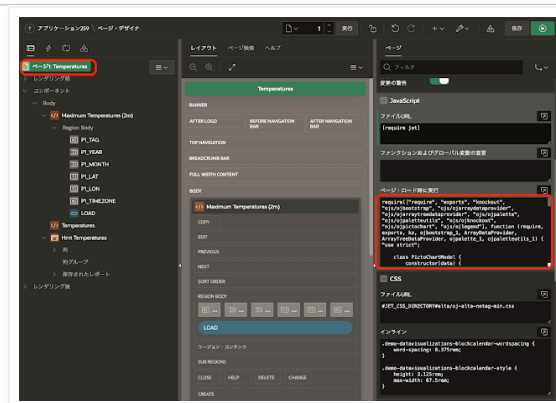 アプリケーション259 \ ページ・デザイナ
1
実行
保存
ページ1: Temperatures
レンダリング前
コンポーネント
Body
Maximum Temperatures (2m)
Region Body
P1_TAG
P1_YEAR
P1_MONTH
P1_LAT
P1_LON
P1_TIMEZONE
LOAD
Temperatures
Hint Temperatures
列
列グループ
保存されたレポート
レンダリング後
レイアウト ページ検索 ヘルプ
Temperatures
BANNER
AFTER LOGO
BEFORE NAVIGATION BAR
AFTER NAVIGATION BAR
TOP NAVIGATION
BREADCRUMB BAR
FULL WIDTH CONTENT
BODY
Maximum Temperatures (2m)
COPY
EDIT
PREVIOUS
NEXT
SORT ORDER
REGION BODY
LOAD
リージョン・コンテンツ
SUB REGIONS
CLOSE HELP DELETE CHANGE
CREATE
ページ
フィルタ
変更の警告
JavaScript
ファイルURL
[require jet]
ファンクションおよびグローバル変数の宣言
ページ・ロード時に実行
require(["require", "exports", "knockout",
"ojs/ojbootstrap", "ojs/ojarraydataprovider",
"ojs/ojarraytreedataprovider", "ojs/ojpalette",
"ojs/ojpaletteutils", "ojs/ojknockout",
"ojs/ojpictochart", "ojs/ojlegend"], function (require,
exports, ko, ojbootstrap_1, ArrayDataProvider,
ArrayTreeDataProvider, ojpalette_1, ojpaletteutils_1) {
"use strict";
class PictoChartModel {
constructor(data) {
CSS
ファイルURL
#JET_CSS_DIRECTORY#alta/oj-alta-notag-min.css
インライン
.demo-datavisualizations-blockcalendar-wordspacing {
word-spacing: 0.375rem;
}
.demo-datavisualizations-blockcalendar-style {
height: 3.125rem;
max-width: 67.5rem;
}